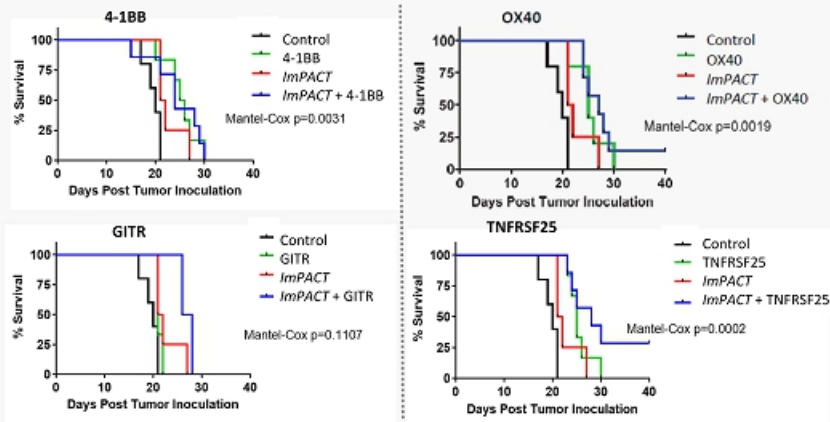 4-1BB
100
75
50
25
0
% Survival
0 10 20 30 40
Days Post Tumor Inoculation
Control
4-1BB
ImPACT
ImPACT + 4-1BB
Mantel-Cox p=0.0031
OX40
100
75
50
25
0
% Survival
0 10 20 30 40
Days Post Tumor Inoculation
Control
OX40
ImPACT
ImPACT + OX40
Mantel-Cox p=0.0019
GITR
100
75
50
25
0
% Survival
0 10 20 30 40
Days Post Tumor Inoculation
Control
GITR
ImPACT
ImPACT + GITR
Mantel-Cox p=0.1107
TNFRSF25
100
75
50
25
0
% Survival
0 10 20 30 40
Days Post Tumor Inoculation
Control
TNFRSF25
ImPACT
ImPACT + TNFRSF25
Mantel-Cox p=0.0002